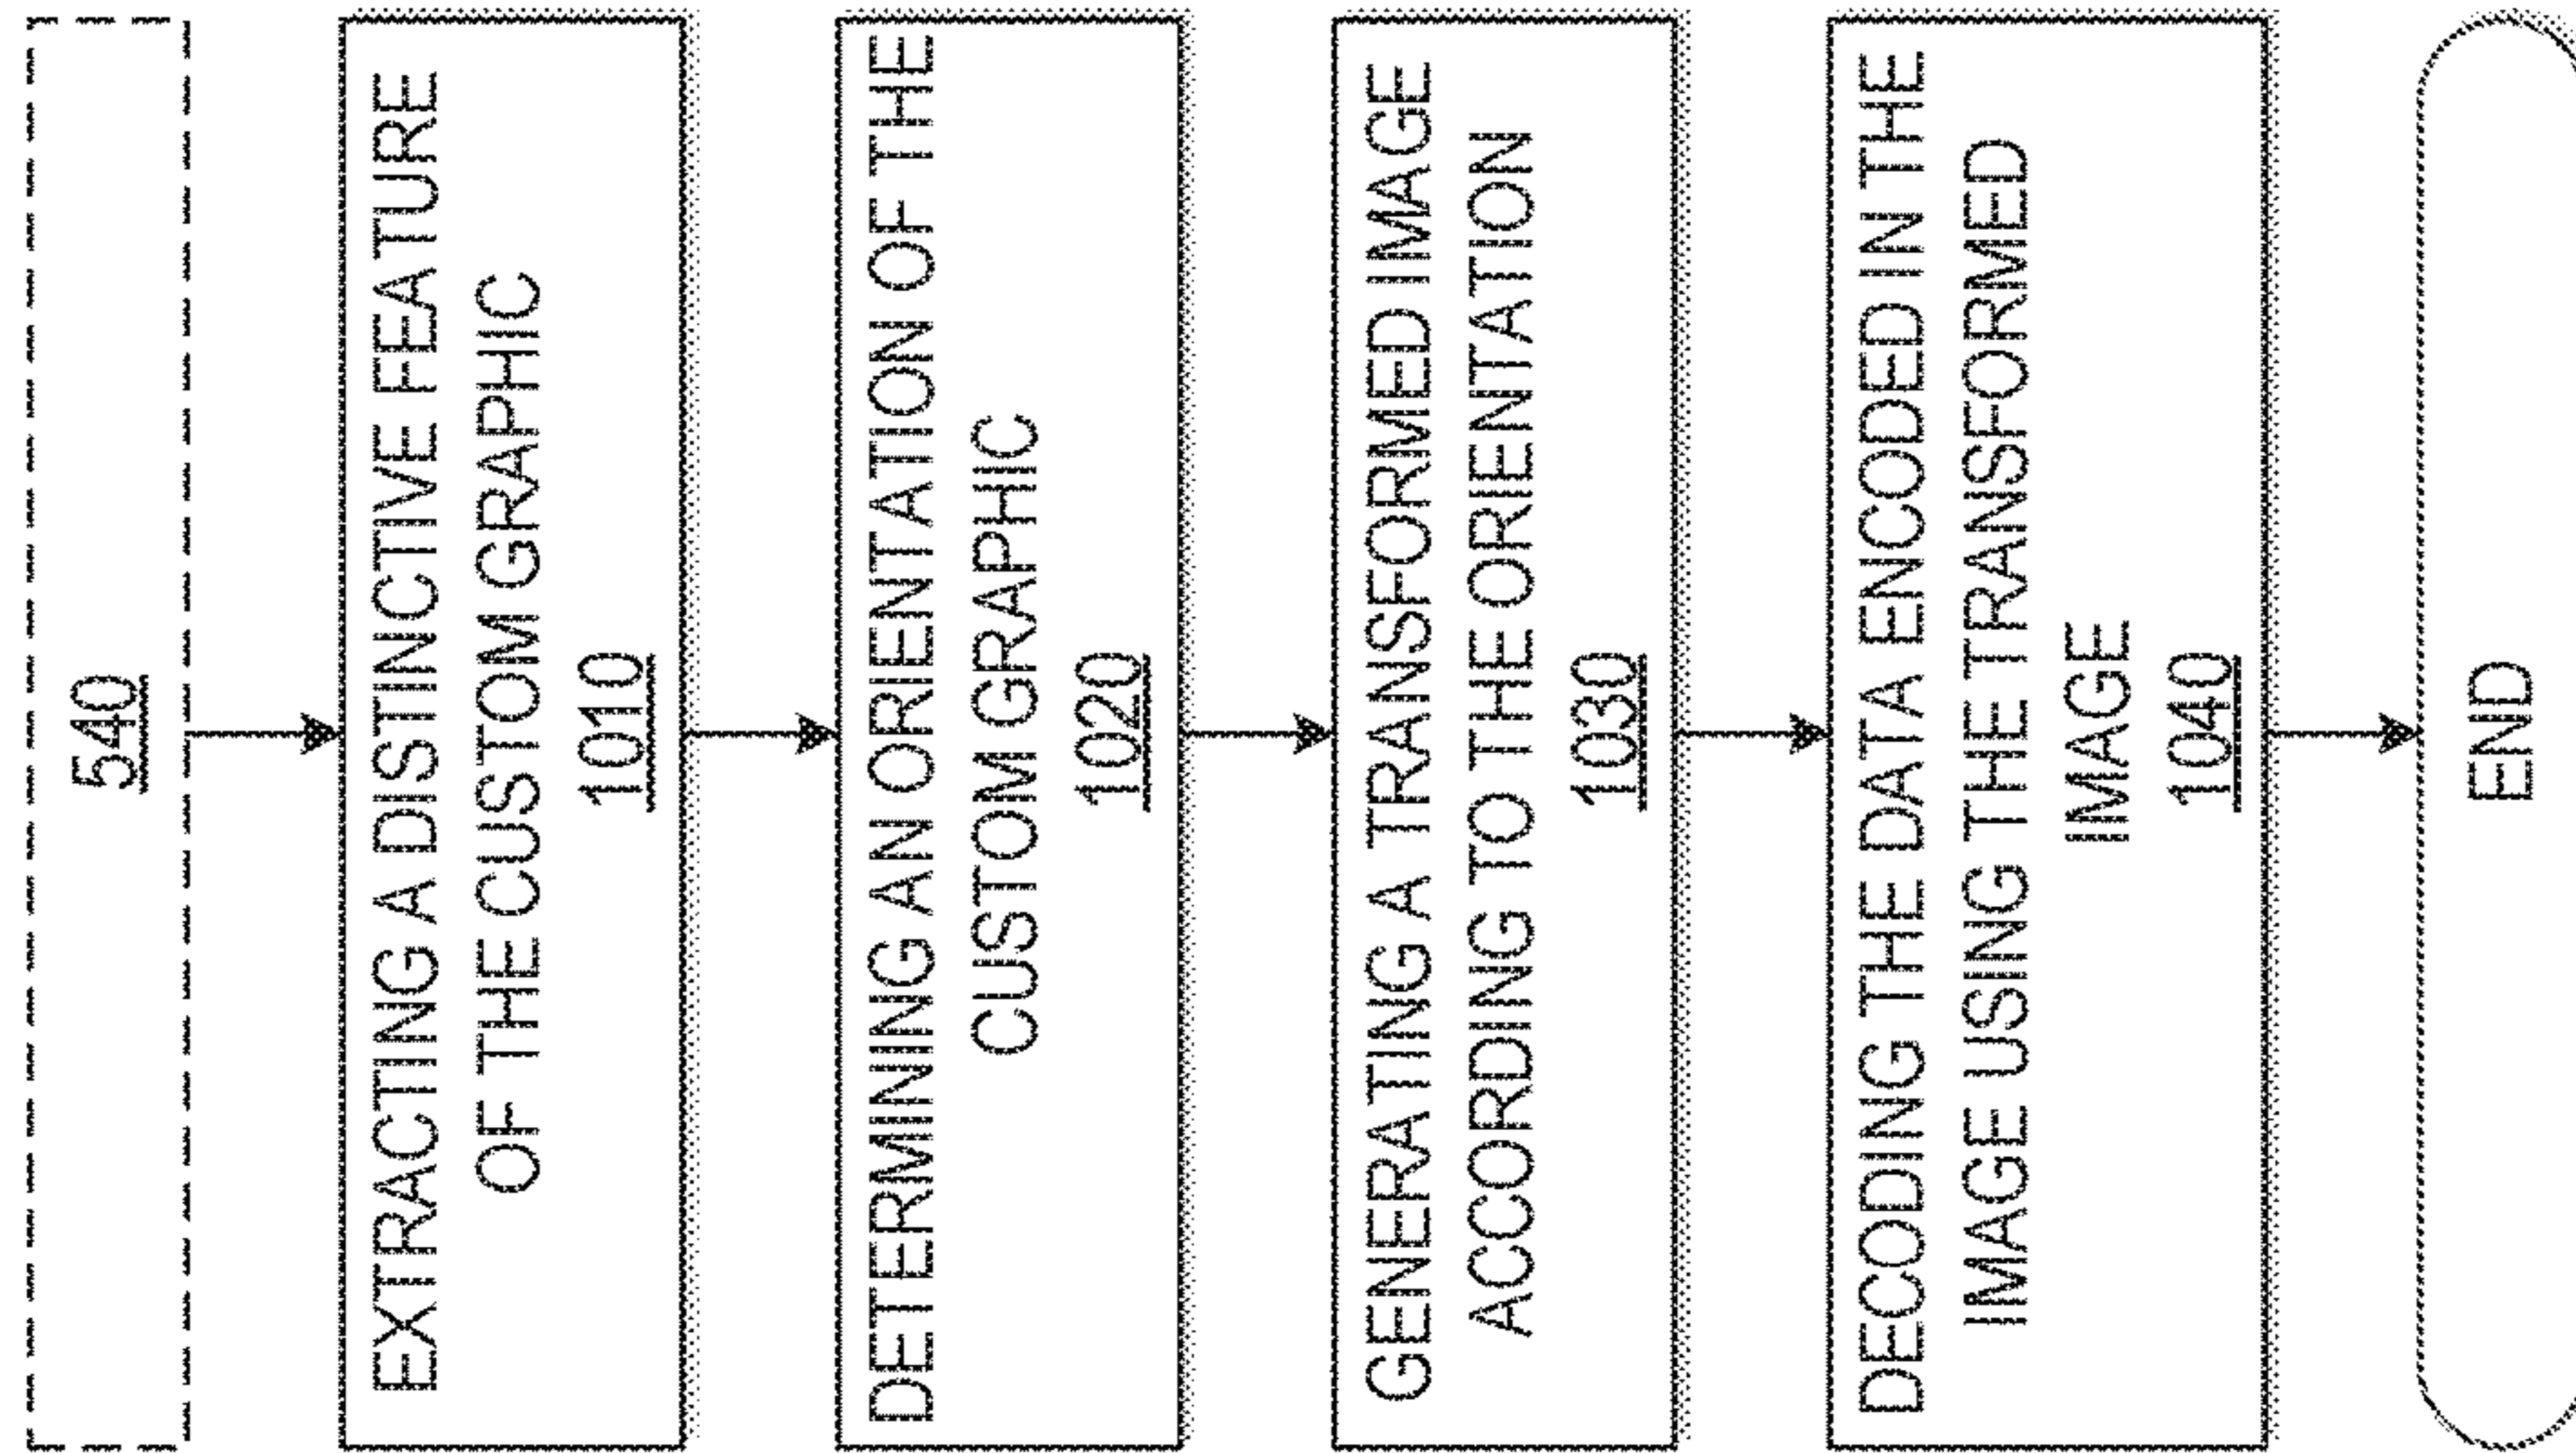 540
EXTRACTING A DISTINCTIVE FEATURE
OF THE CUSTOM GRAPHIC
1010
DETERMINING AN ORIENTATION OF THE
CUSTOM GRAPHIC
1020
GENERATING A TRANSFORMED IMAGE
ACCORDING TO THE ORIENTATION
1030
DECODING THE DATA ENCODED IN THE
IMAGE USING THE TRANSFORMED
IMAGE
1040
END